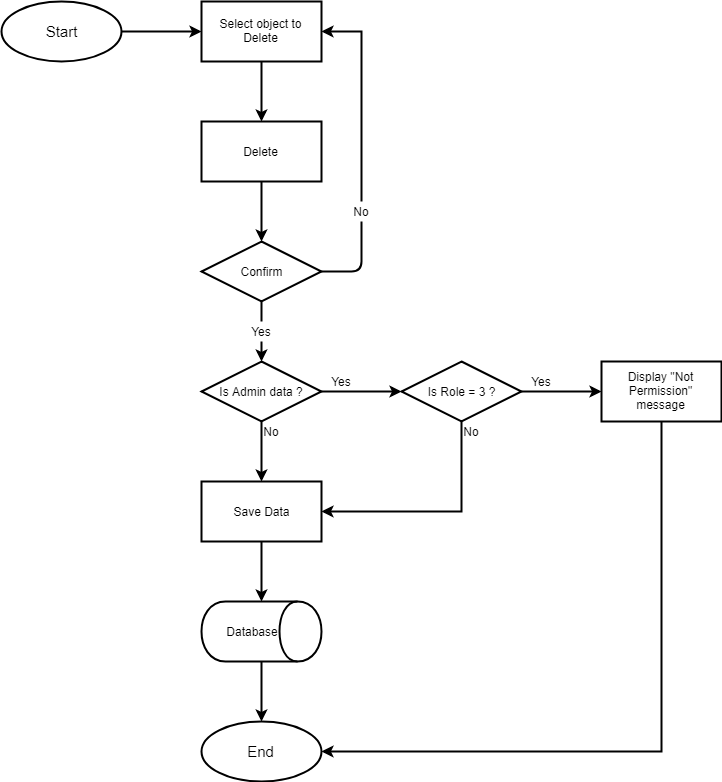 Start
Select object to
Delete
Delete
No
Confirm
Yes
Is Admin data ?
Yes
Is Role = 3 ?
Yes
Display "Not
Permission"
message
No
No
Save Data
Database
End